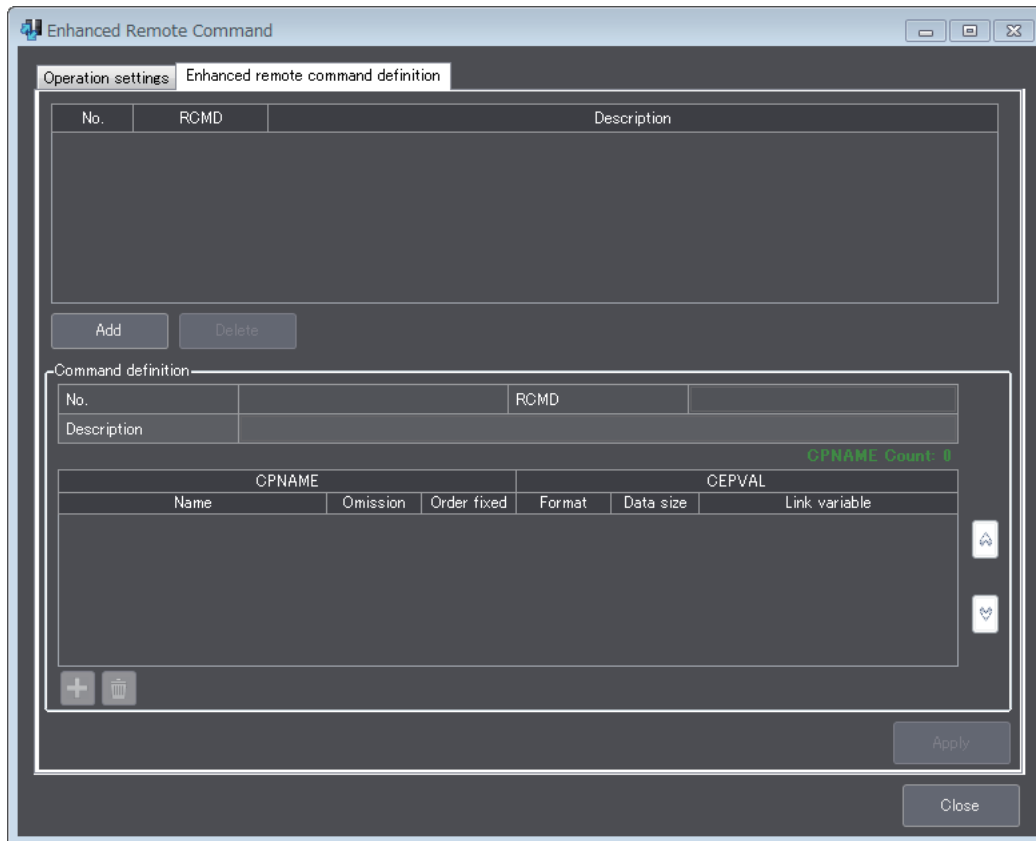 Enhanced Remote Command
Operation settings Enhanced remote command definition
No. RCMD Description
Add Delete
Command definition
No. RCMD
Description
CPNAME Count: 0
CPNAME CEPVAL
Name Omission Order fixed Format Data size Link variable
Apply
Close